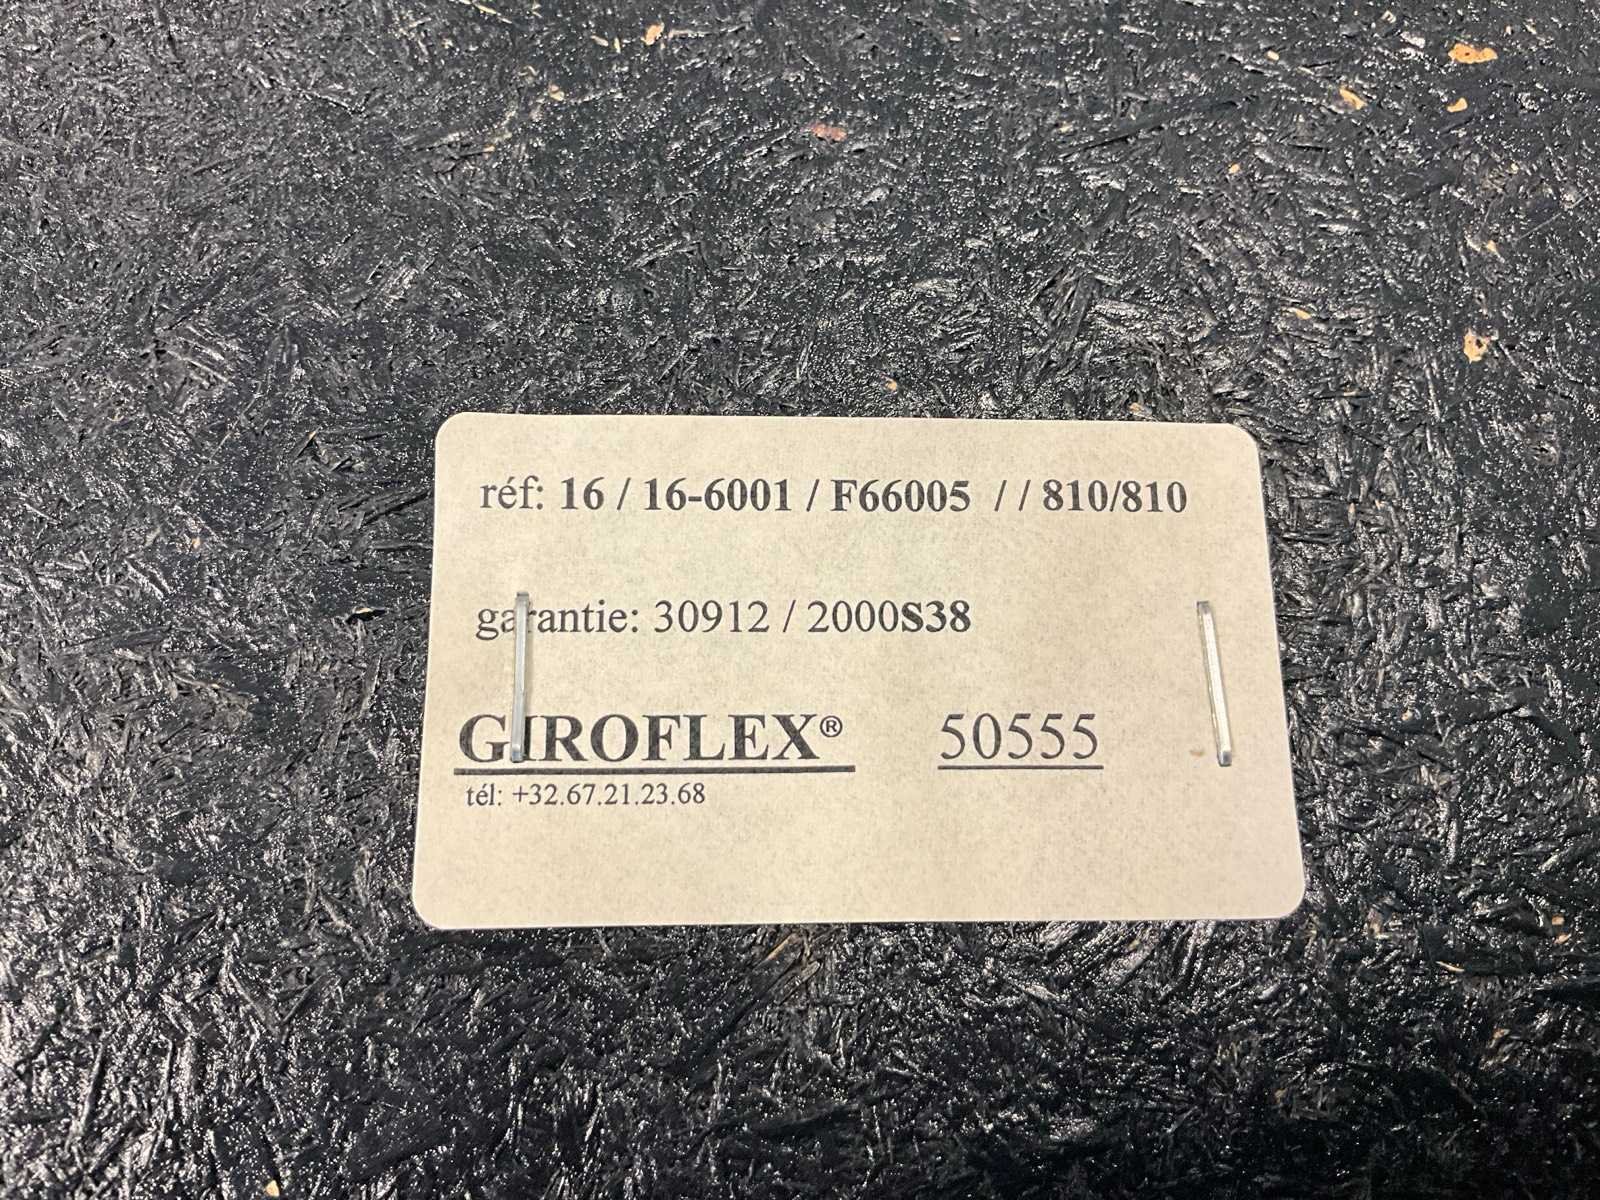 réf: 16 / 16-6001 / F66005 / / 810/810
garantie: 30912 / 2000S38
GIROFLEX® 50555
tél: +32.67.21.23.68